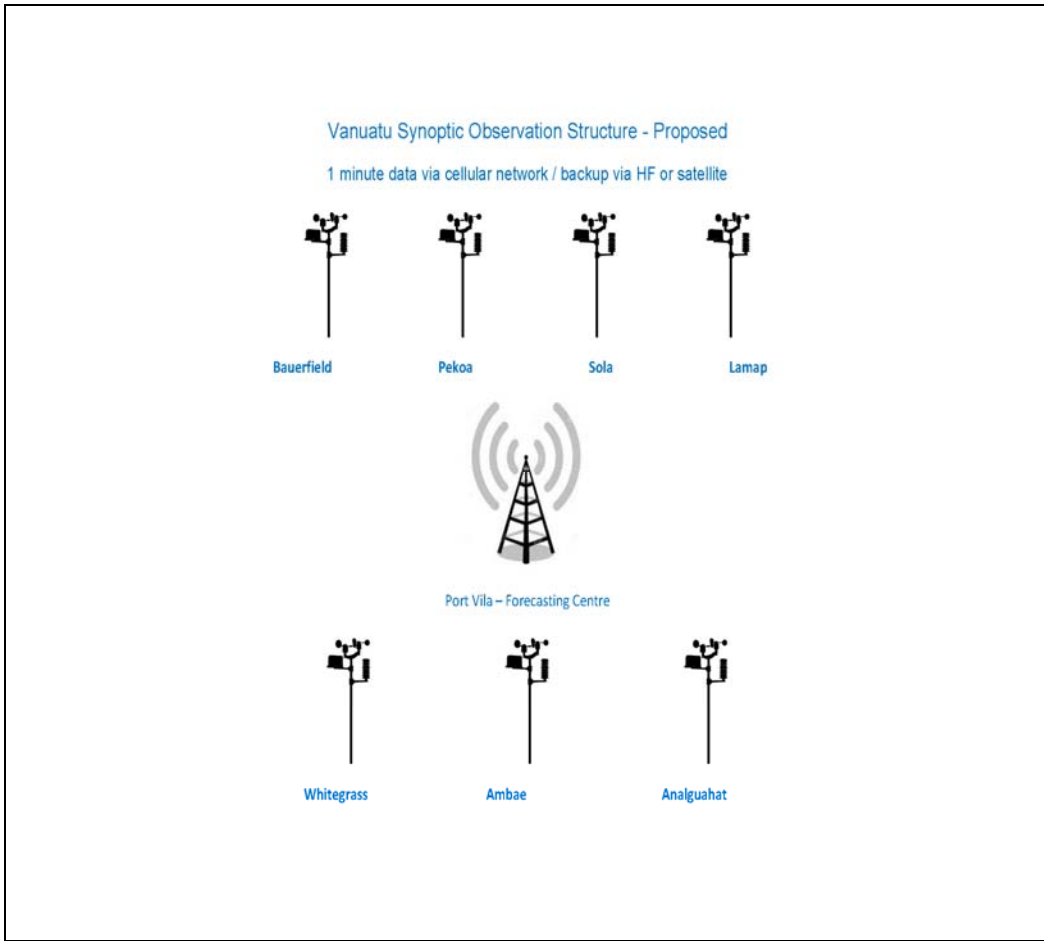 Vanuatu Synoptic Observation Structure - Proposed
1 minute data via cellular network / backup via HF or satellite
Bauerfield Pekoa Sola Lamap
Port Vila – Forecasting Centre
Whitegrass Ambae Analguahat